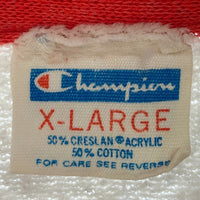 Champion
X-LARGE
50% CRESLAN® ACRYLIC
50% COTTON
FOR CARE SEE REVERSE